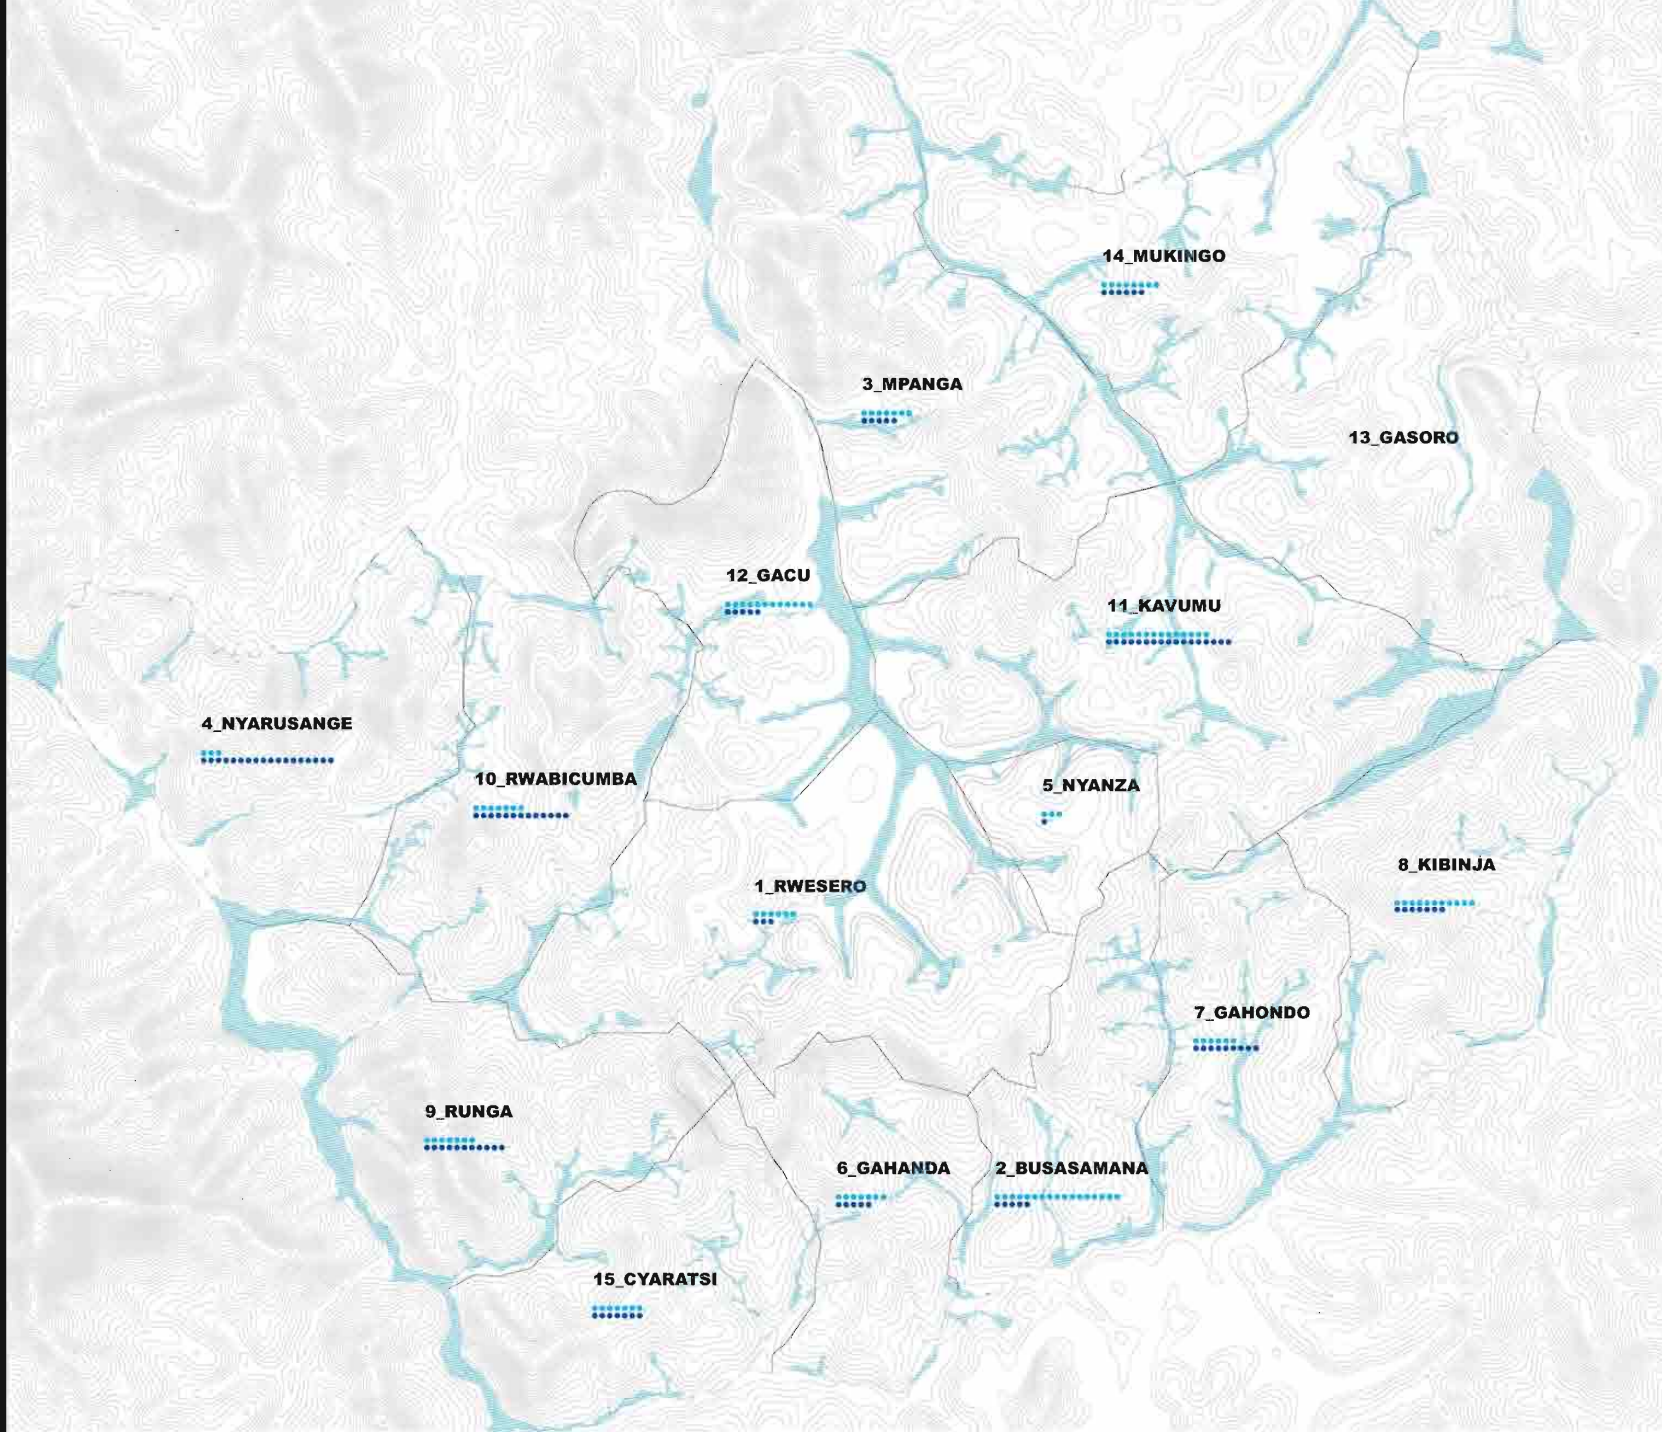 14_MUKINGO
3_MPANGA
13_GASORO
12_GACU
11_KAVUMU
4_NYARUSANGE
10_RWABICUMBA
5_NYANZA
8_KIBINJA
1_RWESERO
7_GAHONDO
9_RUNGA
6_GAHANDA
2_BUSASAMANA
15_CYARATSI